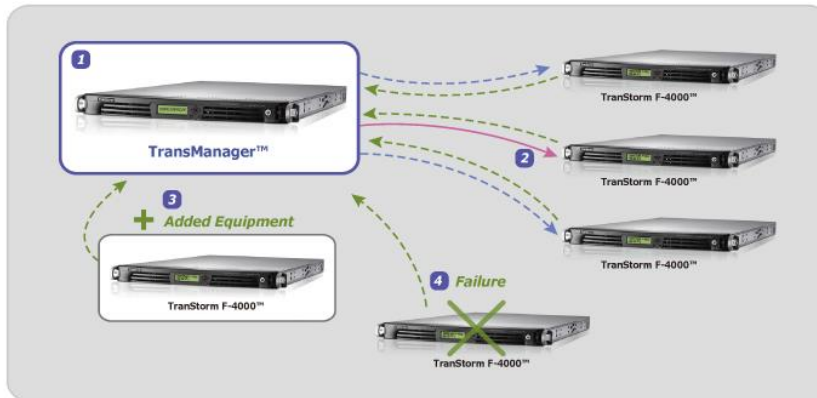 1
TransManager™
TranStorm F-4000™
TranStorm F-4000™
2
TranStorm F-4000™
3
+ Added Equipment
TranStorm F-4000™
4 Failure
TranStorm F-4000™